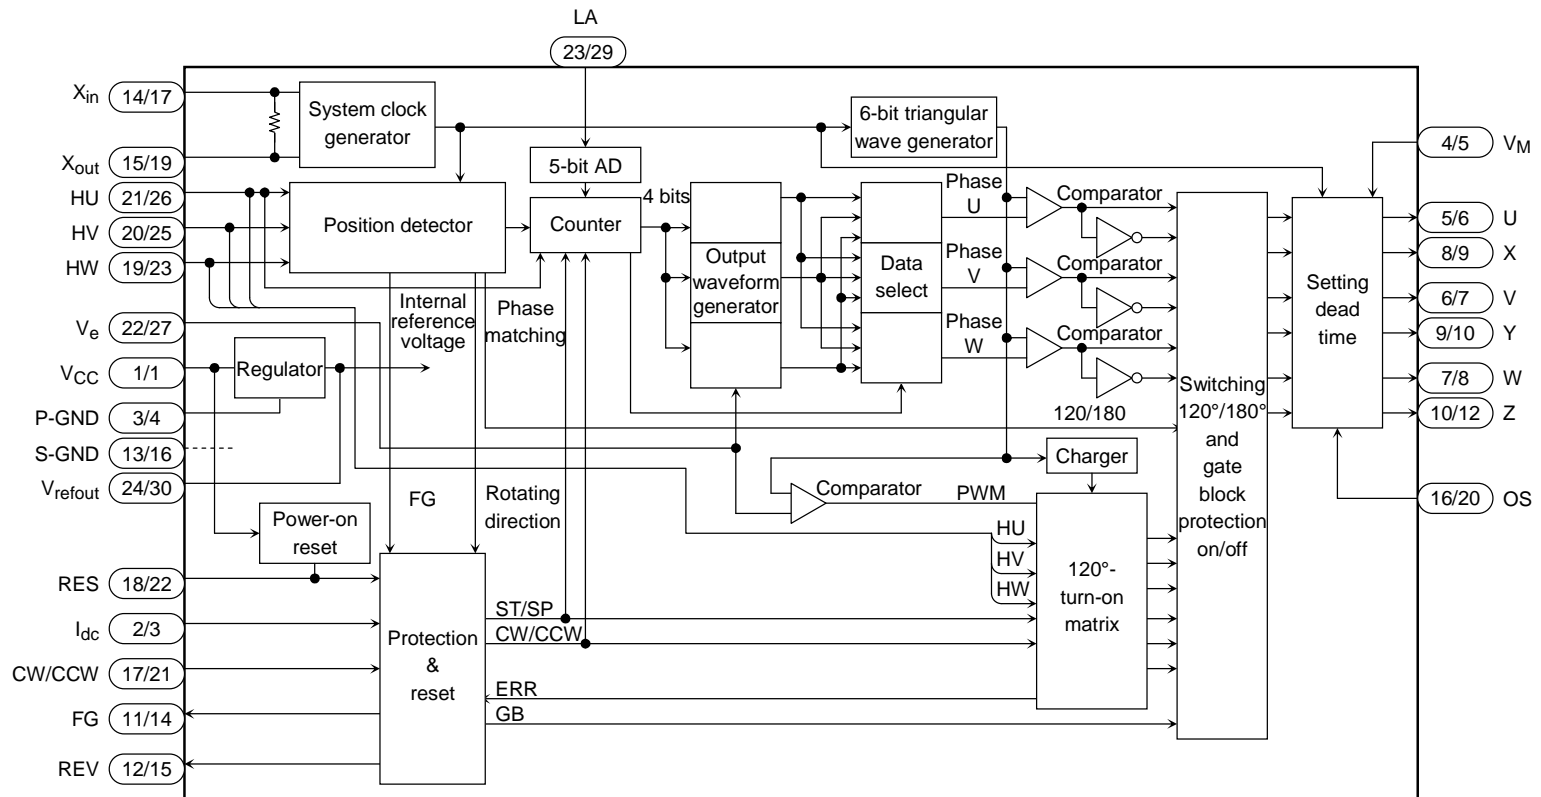 LA
23/29
Xin 14/17
System clock
generator
6-bit triangular
wave generator
4/5 VM
Xout 15/19
5-bit AD
HU 21/26
HV 20/25
HW 19/23
Position detector
Counter
4 bits
Output
waveform
generator
Data
select
Phase
U
Phase
V
Phase
W
Comparator
Comparator
Comparator
Setting
dead
time
5/6 U
8/9 X
6/7 V
9/10 Y
7/8 W
10/12 Z
Internal
reference
voltage
Phase
matching
Ve 22/27
VCC 1/1
Regulator
P-GND 3/4
S-GND 13/16
Vrefout 24/30
120/180
Switching
120°/180°
and
gate
block
protection
on/off
Charger
Comparator
PWM
16/20 OS
FG
Rotating
direction
Power-on
reset
HU
HV
HW
120°-
turn-on
matrix
RES 18/22
Idc 2/3
CW/CCW 17/21
FG 11/14
REV 12/15
Protection
&
reset
ST/SP
CW/CCW
ERR
GB